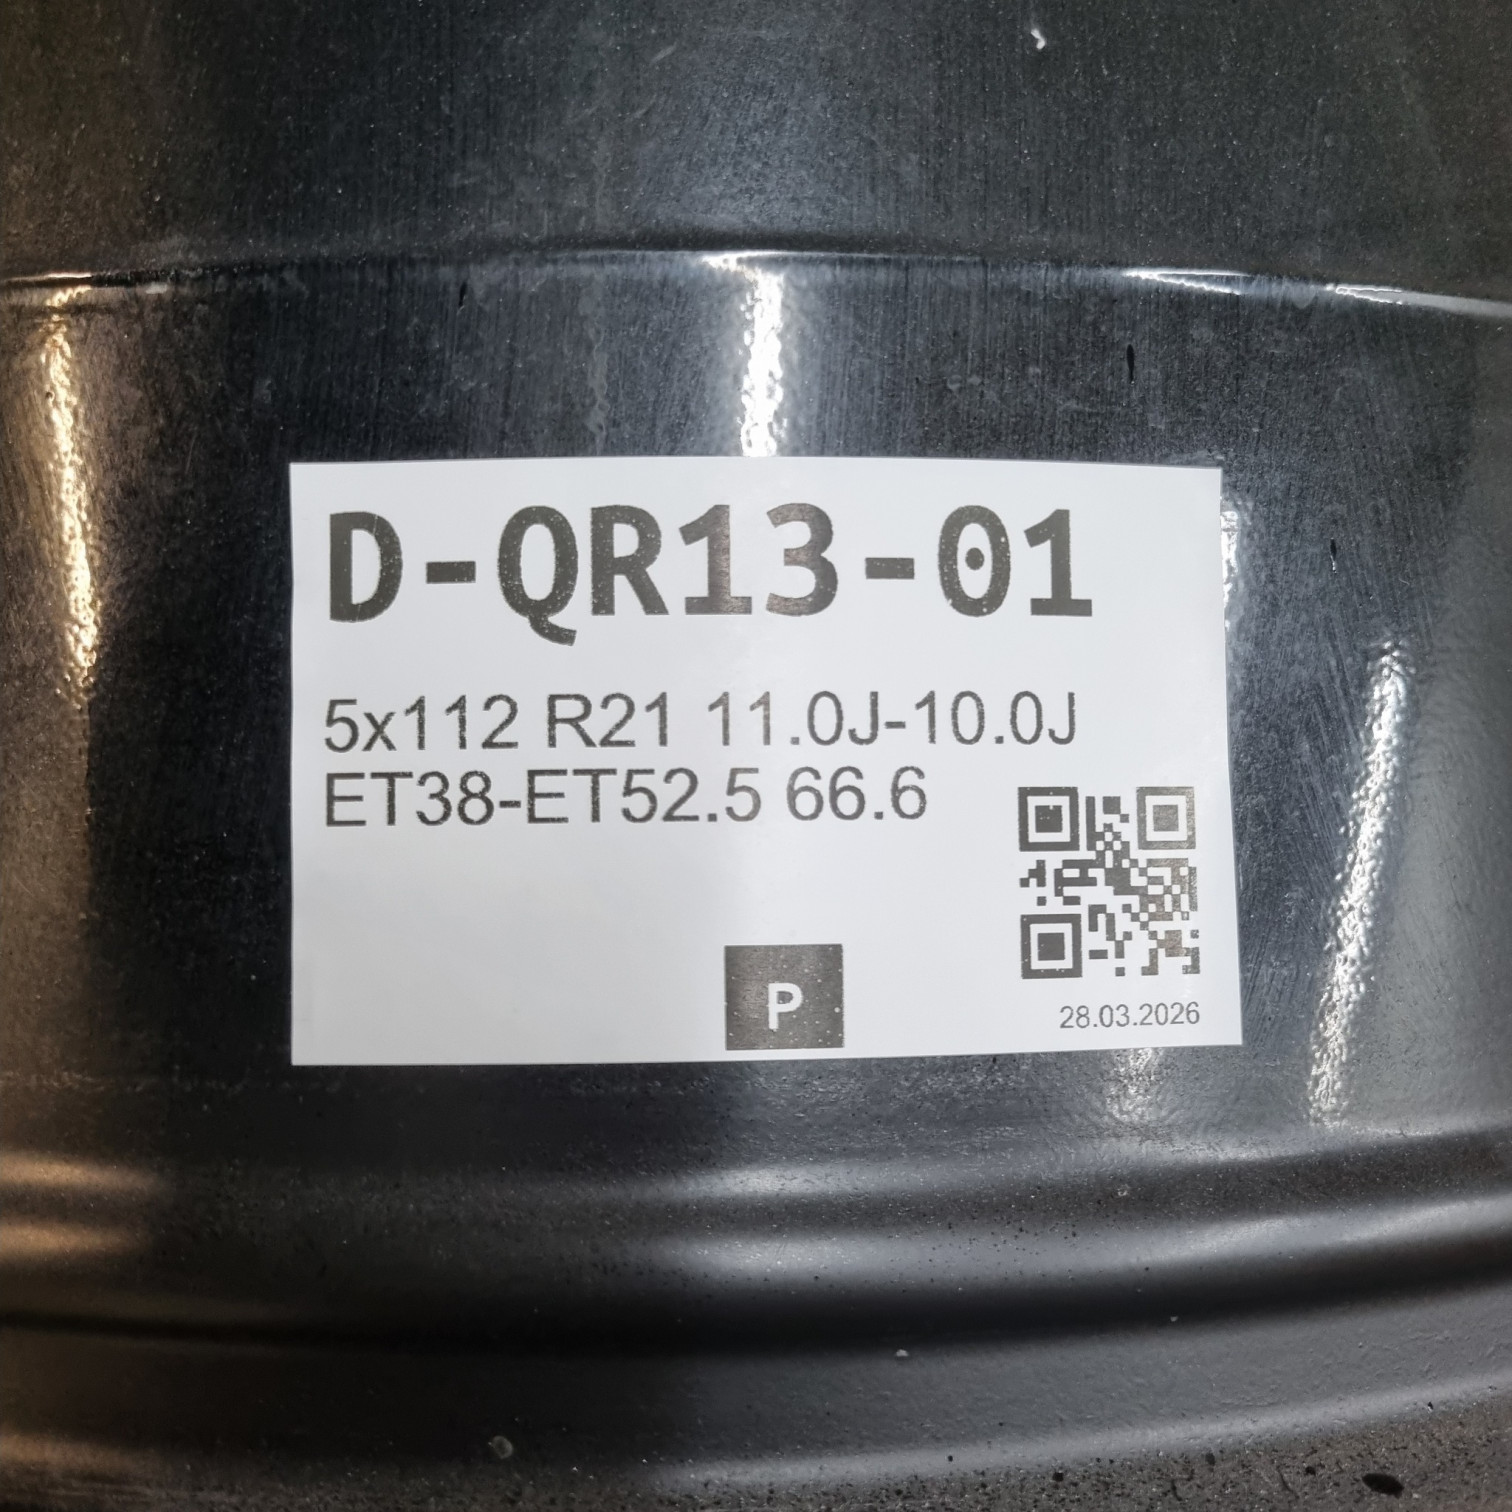 D-QR13-01
5x112 R21 11.0J-10.0J
ET38-ET52.5 66.6
P
28.03.2026